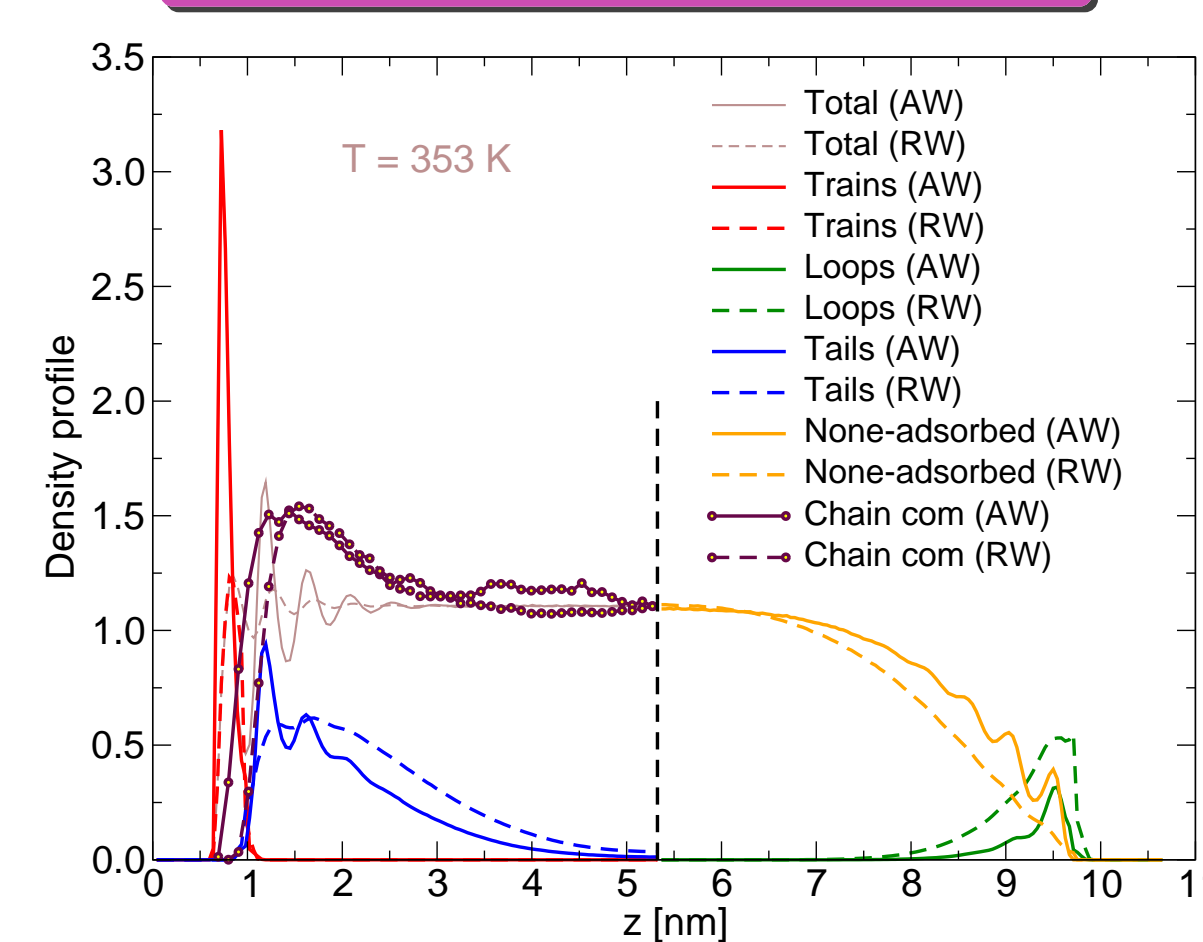 3.5
3.0
2.5
2.0
1.5
1.0
0.5
0.0
Density profile
T = 353 K
Total (AW)
Total (RW)
Trains (AW)
Trains (RW)
Loops (AW)
Loops (RW)
Tails (AW)
Tails (RW)
None-adsorbed (AW)
None-adsorbed (RW)
Chain com (AW)
Chain com (RW)
0 1 2 3 4 5 6 7 8 9 10 1
z [nm]